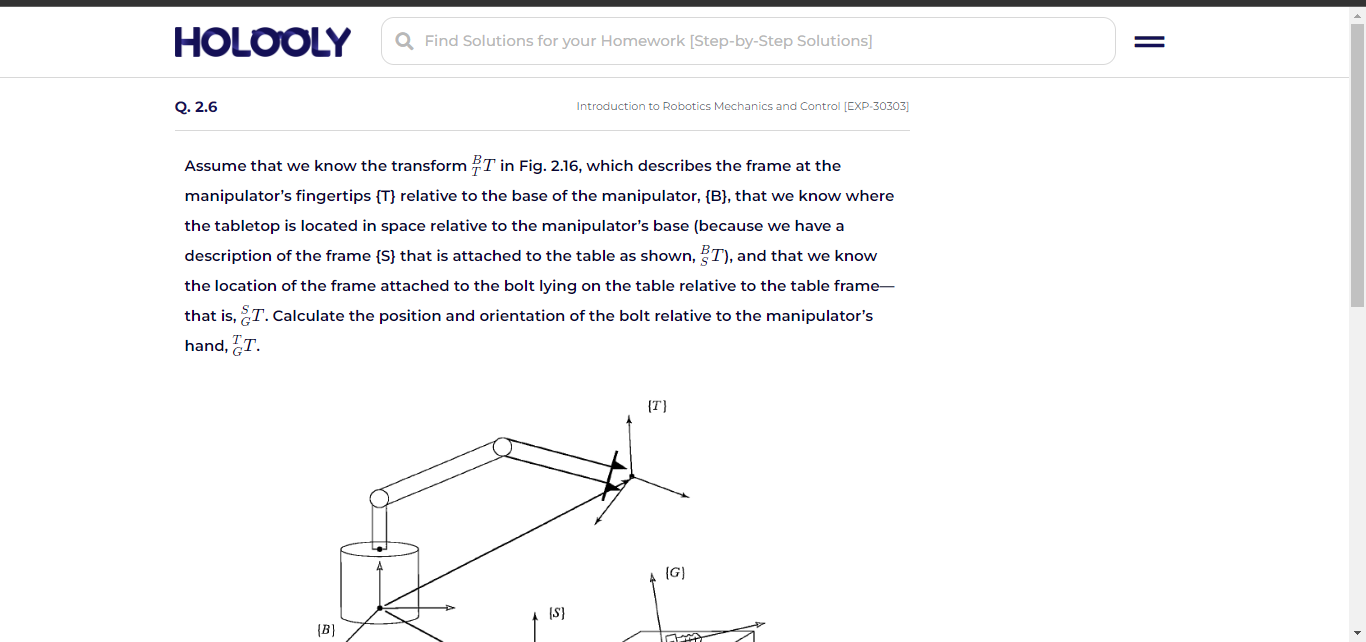 HOLOOLY
Find Solutions for your Homework [Step-by-Step Solutions]
Q. 2.6
Introduction to Robotics Mechanics and Control [EXP-30303]
Assume that we know the transform ᴮ_T T in Fig. 2.16, which describes the frame at the
manipulator’s fingertips {T} relative to the base of the manipulator, {B}, that we know where
the tabletop is located in space relative to the manipulator’s base (because we have a
description of the frame {S} that is attached to the table as shown, ᴮ_S T), and that we know
the location of the frame attached to the bolt lying on the table relative to the table frame—
that is, ˢ_G T. Calculate the position and orientation of the bolt relative to the manipulator’s
hand, ᵀ_G T.
{T}
{G}
{S}
{B}